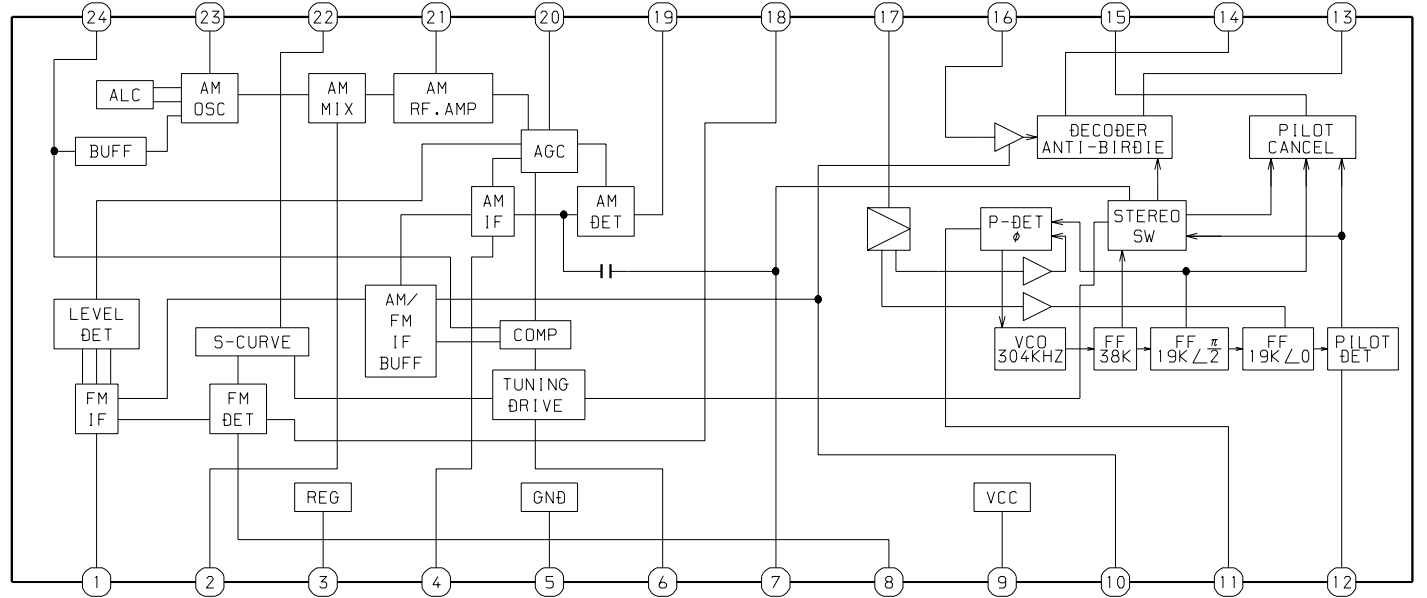 24 23 22 21 20 19 18 17 16 15 14 13
ALC
AM
OSC
AM
MIX
AM
RF.AMP
BUFF
AGC
DECODER
ANTI-BIRDIE
PILOT
CANCEL
AM
IF
AM
DET
P-DET
ø
STEREO
SW
LEVEL
DET
AM/
FM
IF
BUFF
S-CURVE
COMP
VCO
304KHZ
FF
38K
FF π
19K∠2
FF
19K∠0
PILOT
DET
FM
IF
FM
DET
TUNING
DRIVE
REG
GND
VCC
1 2 3 4 5 6 7 8 9 10 11 12